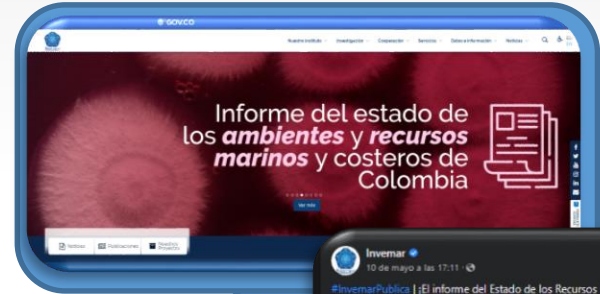 GOV.CO
Nuestro Instituto Investigación Cooperación Servicios Datos e Información Noticias
Informe del estado de
los ambientes y recursos
marinos y costeros de
Colombia
Ver más
Noticias Publicaciones Nuestros Proyectos
Invemar
10 de mayo a las 17:11 ·
#InvemarPublica | ¡El informe del Estado de los Recursos